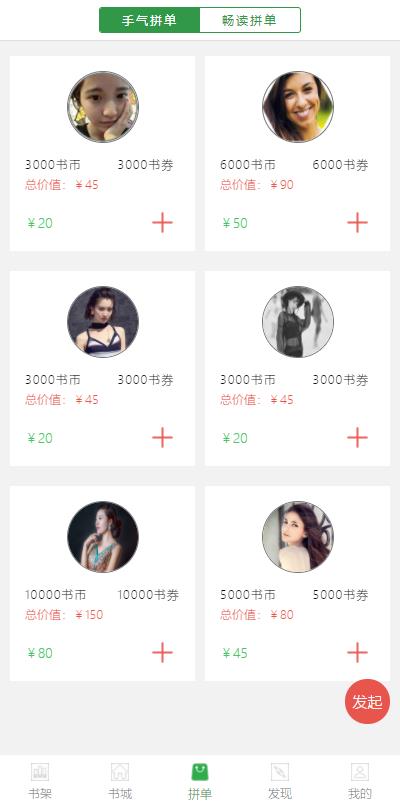 手气拼单 畅读拼单
3000书币 3000书券 6000书币 6000书券
总价值：￥45 总价值：￥90
￥20 ￥50
3000书币 3000书券 3000书币 3000书券
总价值：￥45 总价值：￥45
￥20 ￥20
10000书币 10000书券 5000书币 5000书券
总价值：￥150 总价值：￥80
￥80 ￥45
发起
书架 书城 拼单 发现 我的